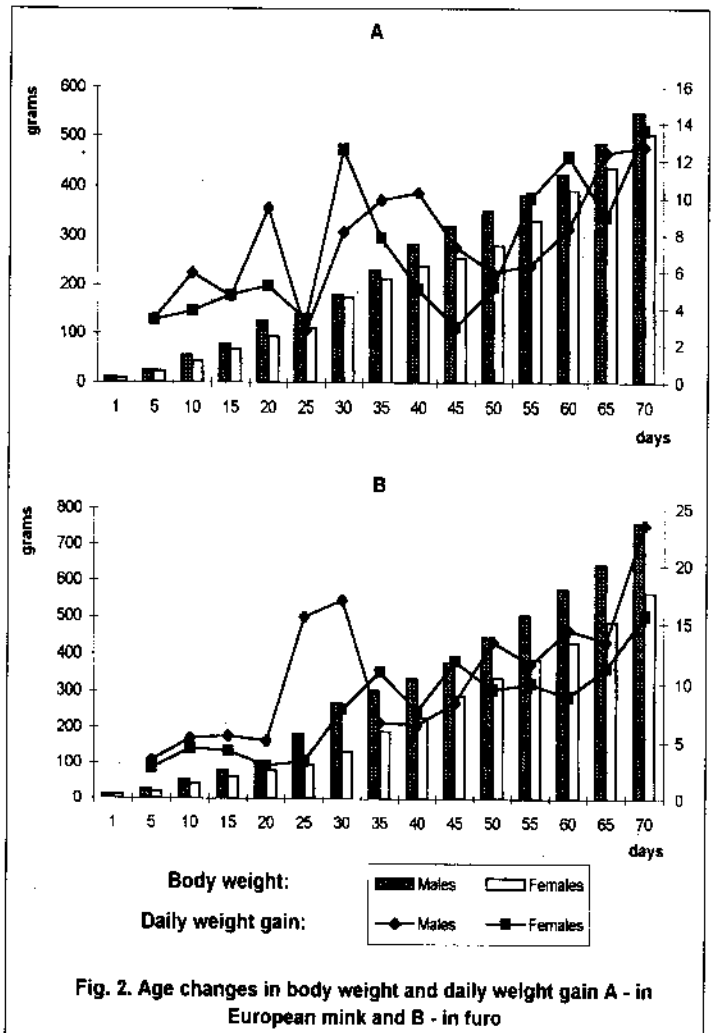 A
grams
600
500
400
300
200
100
0
16
14
12
10
8
6
4
2
0
1 5 10 15 20 25 30 35 40 45 50 55 60 65 70
days
B
grams
800
700
600
500
400
300
200
100
0
25
20
15
10
5
0
1 5 10 15 20 25 30 35 40 45 50 55 60 65 70
days
Body weight: Males Females
Daily weight gain: Males Females
Fig. 2. Age changes in body weight and daily weight gain A - in
European mink and B - in furo